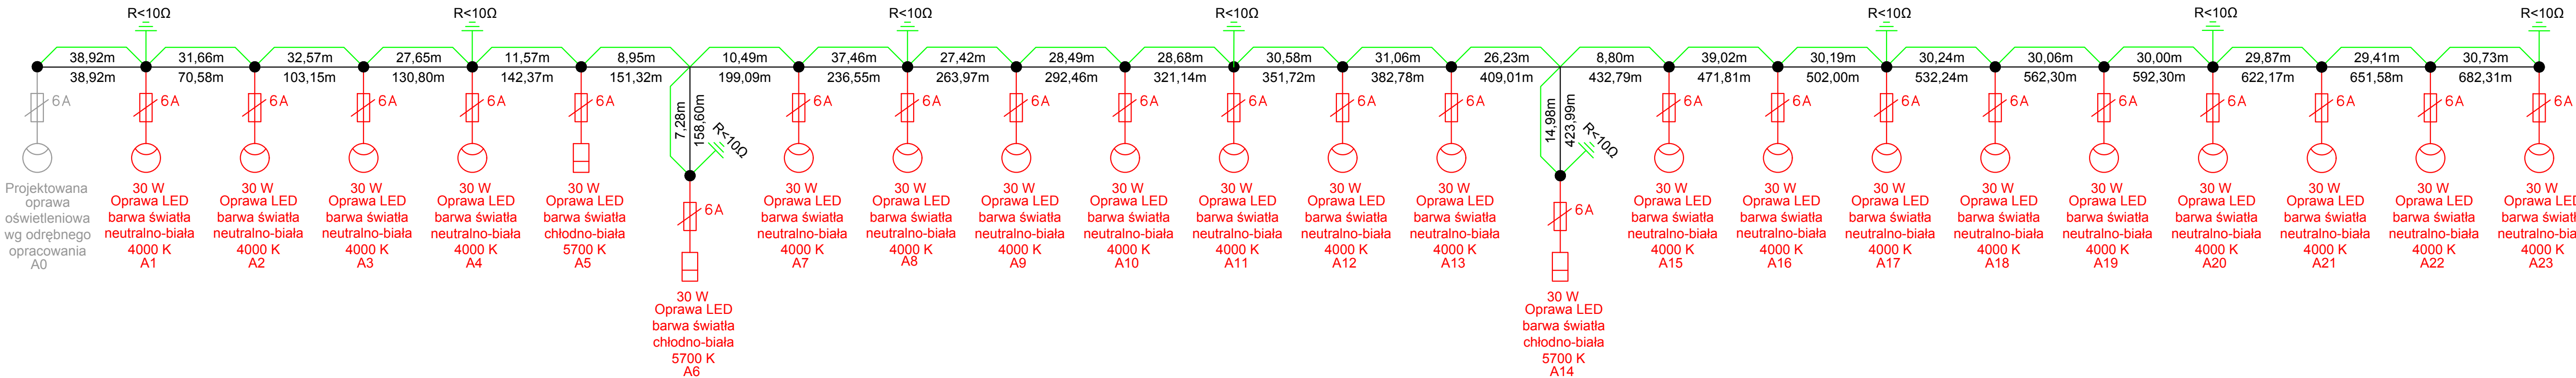 R<10Ω
R<10Ω
R<10Ω
R<10Ω
R<10Ω
R<10Ω
R<10Ω
38,92m
31,66m
32,57m
27,65m
11,57m
8,95m
10,49m
37,46m
27,42m
28,49m
28,68m
30,58m
31,06m
26,23m
8,80m
39,02m
30,19m
30,24m
30,06m
30,00m
29,87m
29,41m
30,73m
38,92m
70,58m
103,15m
130,80m
142,37m
151,32m
199,09m
236,55m
263,97m
292,46m
321,14m
351,72m
382,78m
409,01m
432,79m
471,81m
502,00m
532,24m
562,30m
592,30m
622,17m
651,58m
682,31m
6A
Projektowana
oprawa
oświetleniowa
wg odrębnego
opracowania
A0
6A
30 W
Oprawa LED
barwa światła
neutralno-biała
4000 K
A1
6A
30 W
Oprawa LED
barwa światła
neutralno-biała
4000 K
A2
6A
30 W
Oprawa LED
barwa światła
neutralno-biała
4000 K
A3
6A
30 W
Oprawa LED
barwa światła
neutralno-biała
4000 K
A4
6A
30 W
Oprawa LED
barwa światła
chłodno-biała
5700 K
A5
7,28m
158,60m
R<10Ω
6A
30 W
Oprawa LED
barwa światła
chłodno-biała
5700 K
A6
6A
30 W
Oprawa LED
barwa światła
neutralno-biała
4000 K
A7
6A
30 W
Oprawa LED
barwa światła
neutralno-biała
4000 K
A8
6A
30 W
Oprawa LED
barwa światła
neutralno-biała
4000 K
A9
6A
30 W
Oprawa LED
barwa światła
neutralno-biała
4000 K
A10
6A
30 W
Oprawa LED
barwa światła
neutralno-biała
4000 K
A11
6A
30 W
Oprawa LED
barwa światła
neutralno-biała
4000 K
A12
6A
30 W
Oprawa LED
barwa światła
neutralno-biała
4000 K
A13
14,98m
423,99m
R<10Ω
6A
30 W
Oprawa LED
barwa światła
chłodno-biała
5700 K
A14
6A
30 W
Oprawa LED
barwa światła
neutralno-biała
4000 K
A15
6A
30 W
Oprawa LED
barwa światła
neutralno-biała
4000 K
A16
6A
30 W
Oprawa LED
barwa światła
neutralno-biała
4000 K
A17
6A
30 W
Oprawa LED
barwa światła
neutralno-biała
4000 K
A18
6A
30 W
Oprawa LED
barwa światła
neutralno-biała
4000 K
A19
6A
30 W
Oprawa LED
barwa światła
neutralno-biała
4000 K
A20
6A
30 W
Oprawa LED
barwa światła
neutralno-biała
4000 K
A21
6A
30 W
Oprawa LED
barwa światła
neutralno-biała
4000 K
A22
6A
30 W
Oprawa
barwa
4000 K
A23